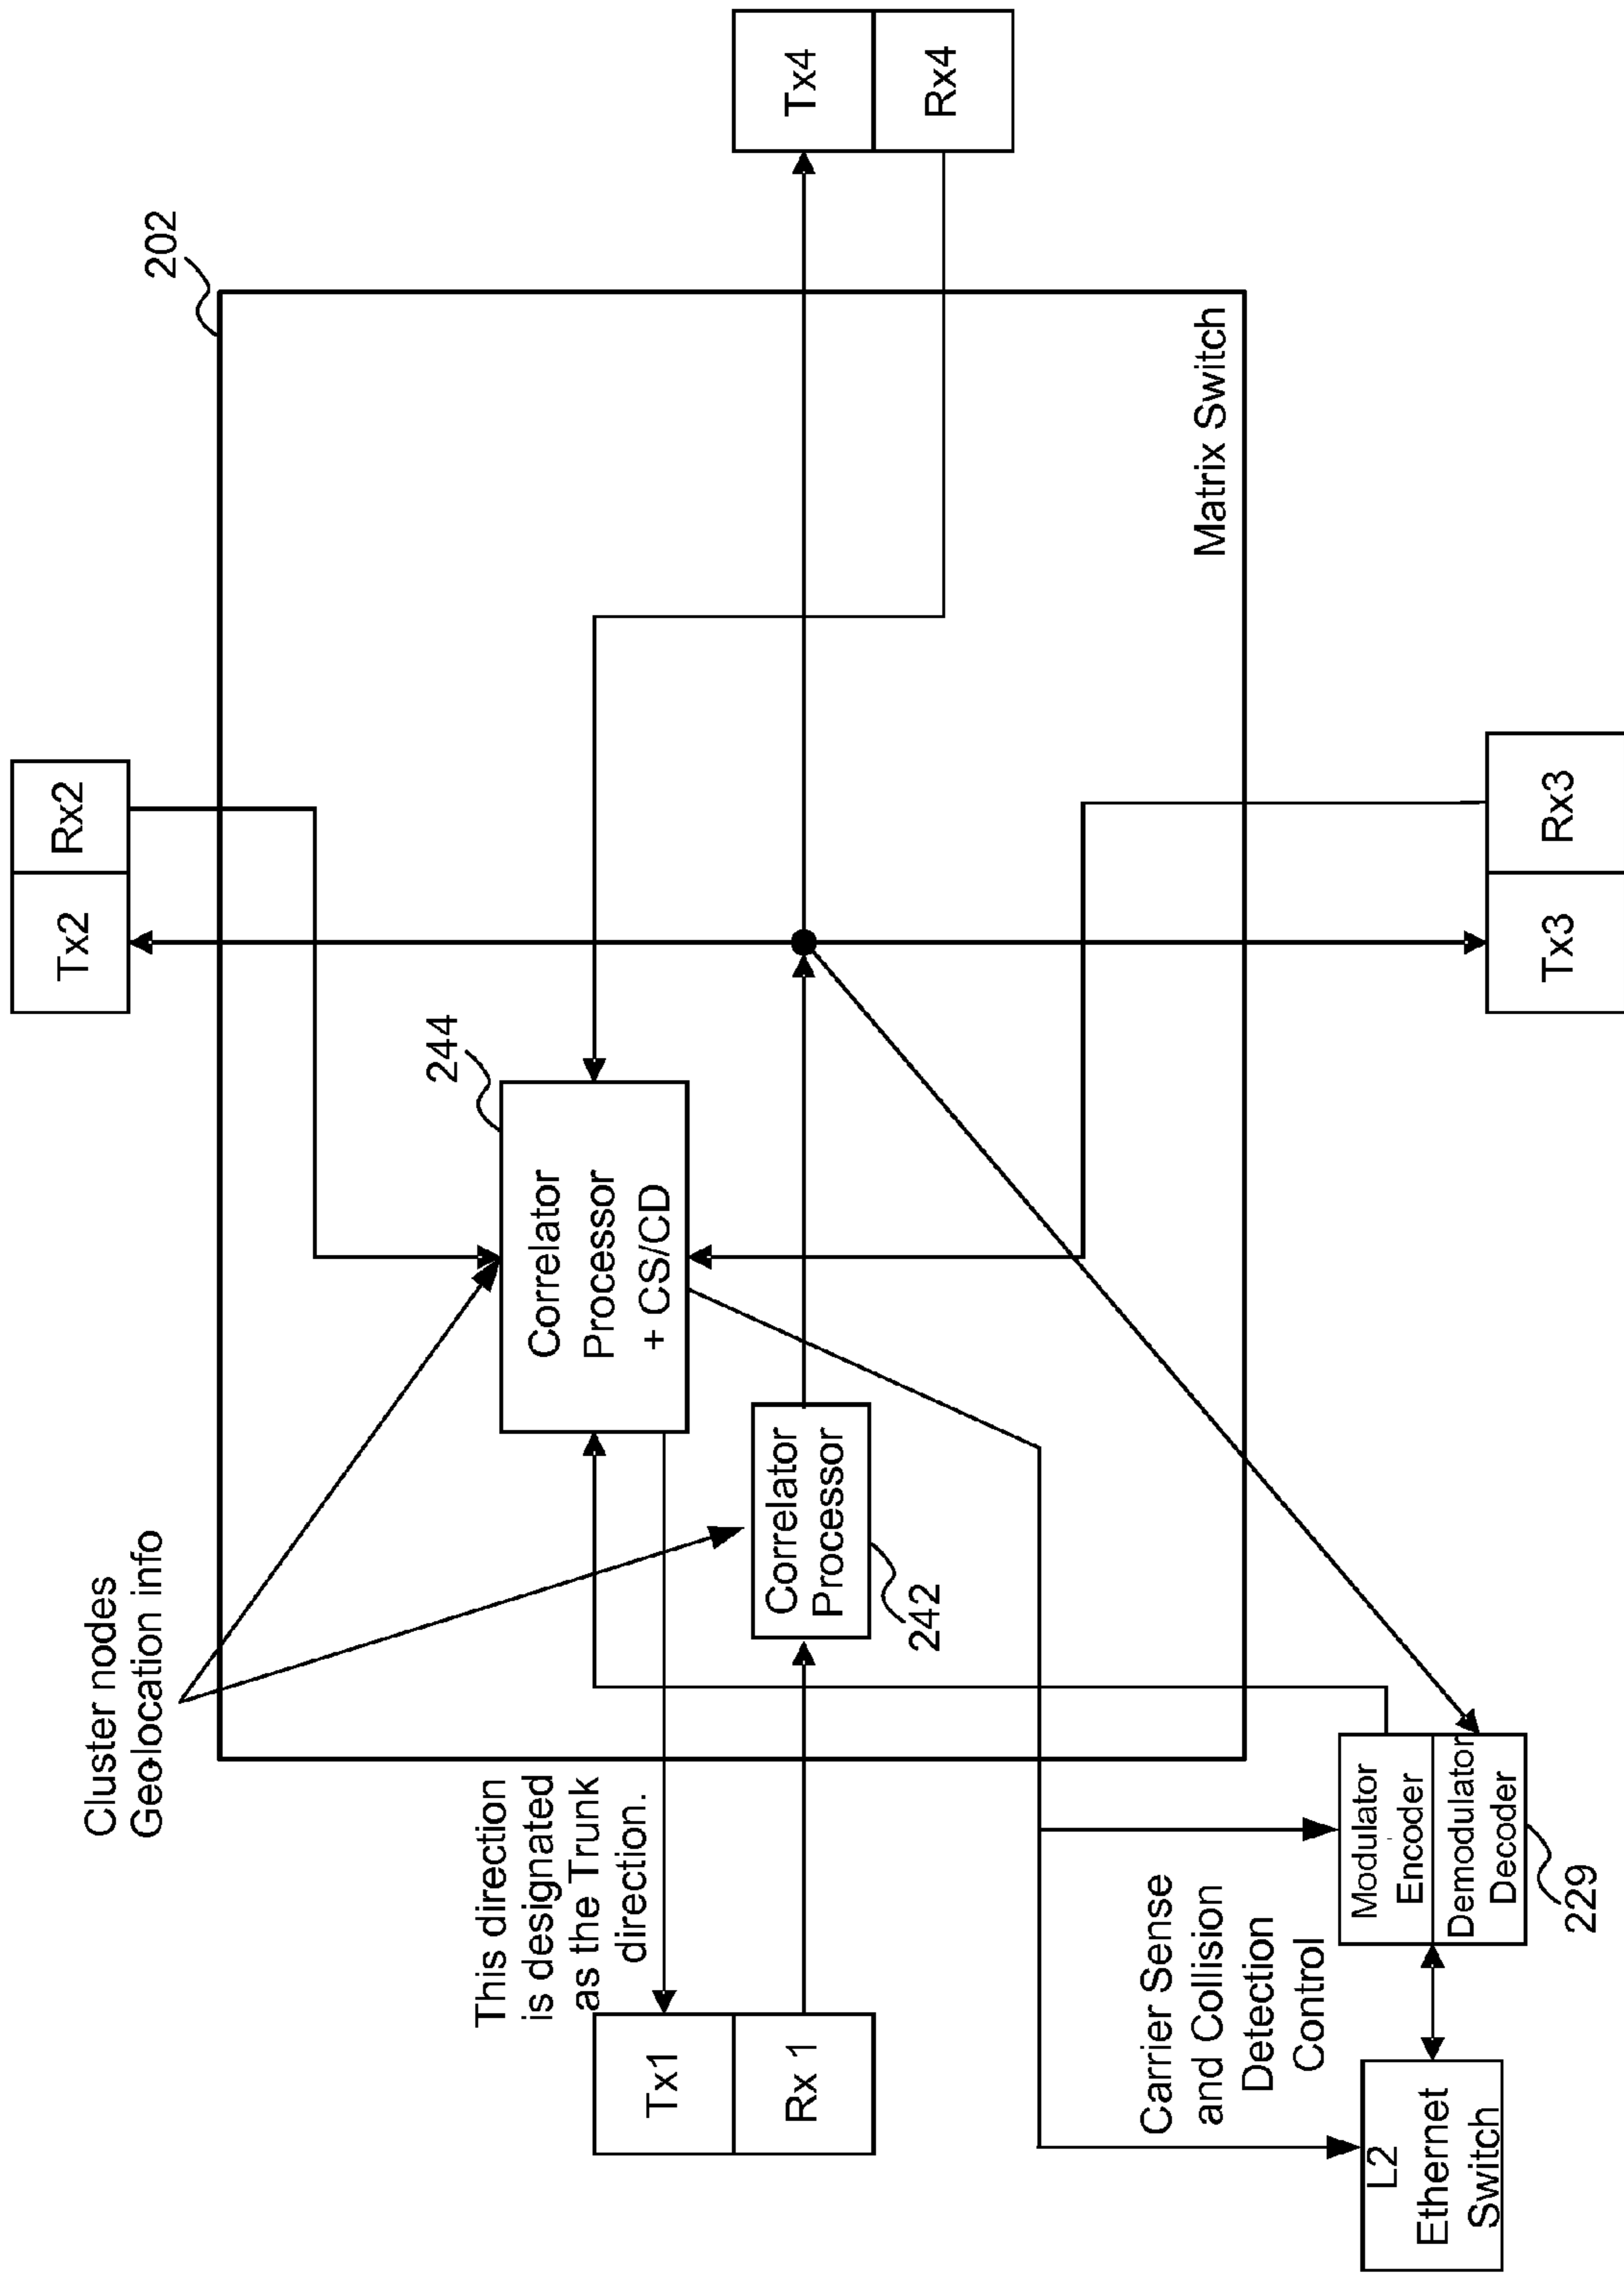 Cluster nodes
Geo-location info
202
Tx2
Rx2
This direction
is designated
as the Trunk
direction.
244
Correlator
Processor
+ CS/CD
Tx1
Rx 1
Correlator
Processor
242
Tx4
Rx4
Carrier Sense
and Collision
Detection
Control
Matrix Switch
L2
Ethernet
Switch
Modulator
Encoder
Demodulator
Decoder
229
Tx3
Rx3